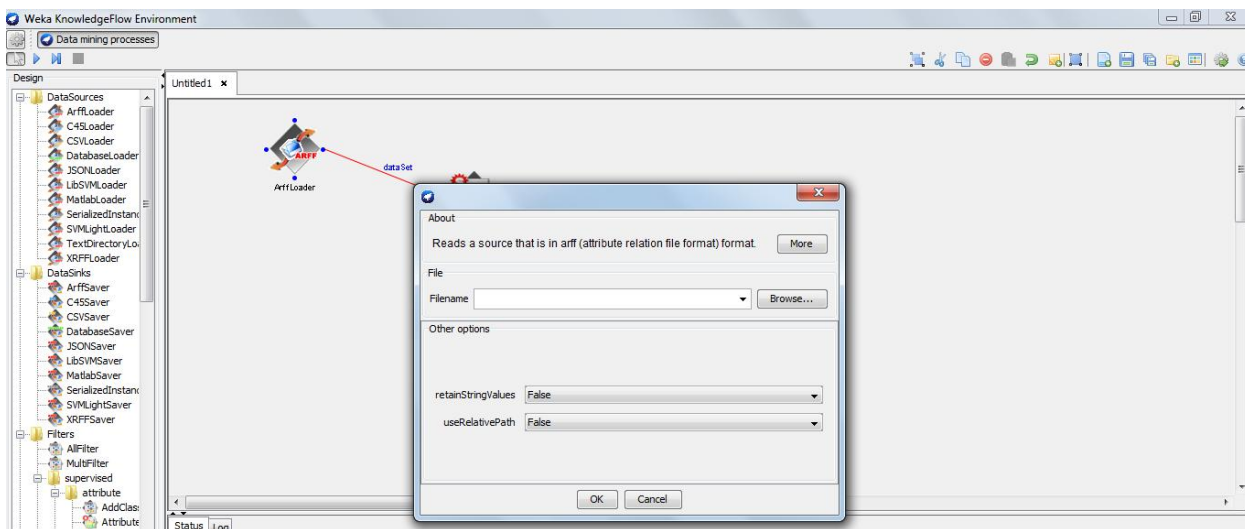 Weka KnowledgeFlow Environment
Data mining processes
Design
Untitled1
DataSources
ArffLoader
C45Loader
CSVLoader
DatabaseLoader
JSONLoader
LibSVMLoader
MatlabLoader
SerializedInstanc
SVMLightLoader
TextDirectoryLo
XRFFLoader
DataSinks
ArffSaver
C45Saver
CSVSaver
DatabaseSaver
JSONSaver
LibSVMSaver
MatlabSaver
SerializedInstanc
SVMLightSaver
XRFFSaver
Filters
AllFilter
MultiFilter
supervised
attribute
AddClas
Attribute
ARFF
ArffLoader
dataSet
About
Reads a source that is in arff (attribute relation file format) format.
More
File
Filename
Browse...
Other options
retainStringValues False
useRelativePath False
OK Cancel
Status Log